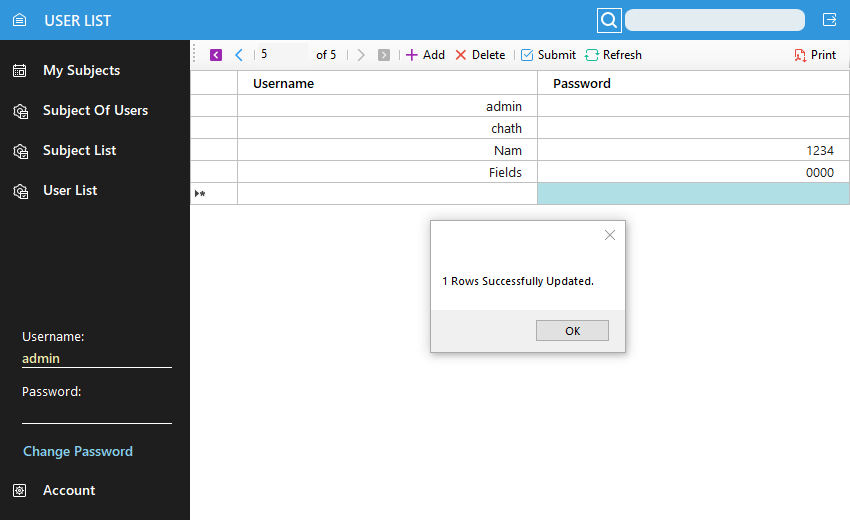 USER LIST
5 of 5 Add Delete Submit Refresh Print
My Subjects
Subject Of Users
Subject List
User List
Username Password
admin
chath
Nam 1234
Fields 0000
1 Rows Successfully Updated.
OK
Username:
admin
Password:
Change Password
Account